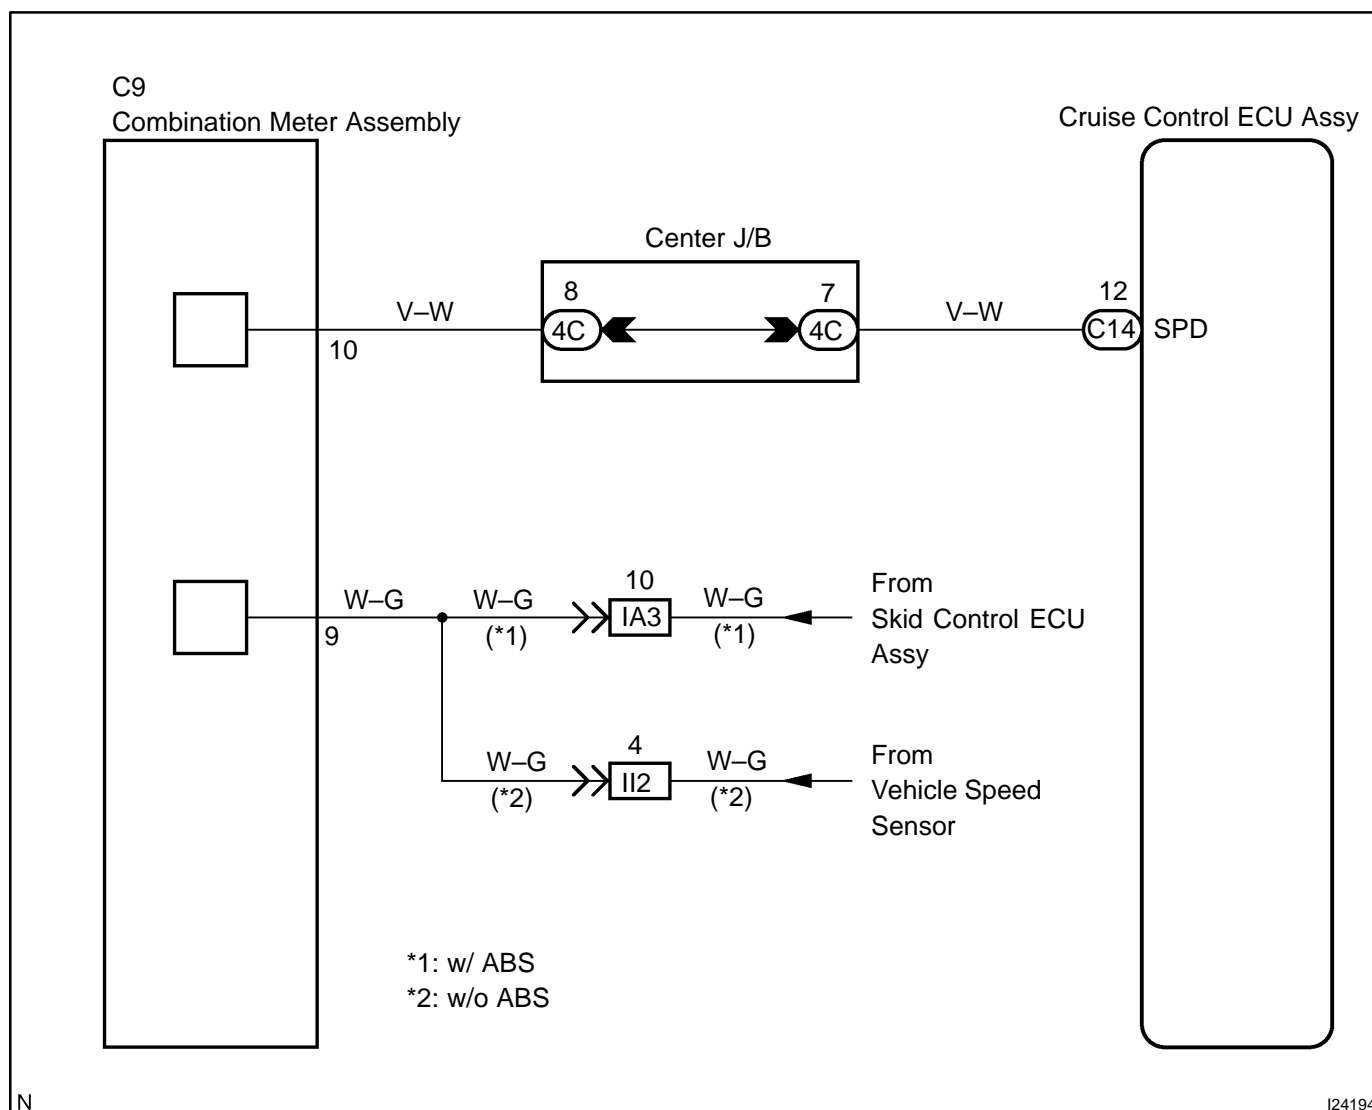 C9
Combination Meter Assembly
Cruise Control ECU Assy
Center J/B
8
7
12
V–W
V–W
4C
4C
C14
SPD
10
10
W–G
W–G
W–G
From
Skid Control ECU
Assy
IA3
9
(*1)
(*1)
4
W–G
W–G
From
Vehicle Speed
Sensor
II2
(*2)
(*2)
*1: w/ ABS
*2: w/o ABS
N
I24194